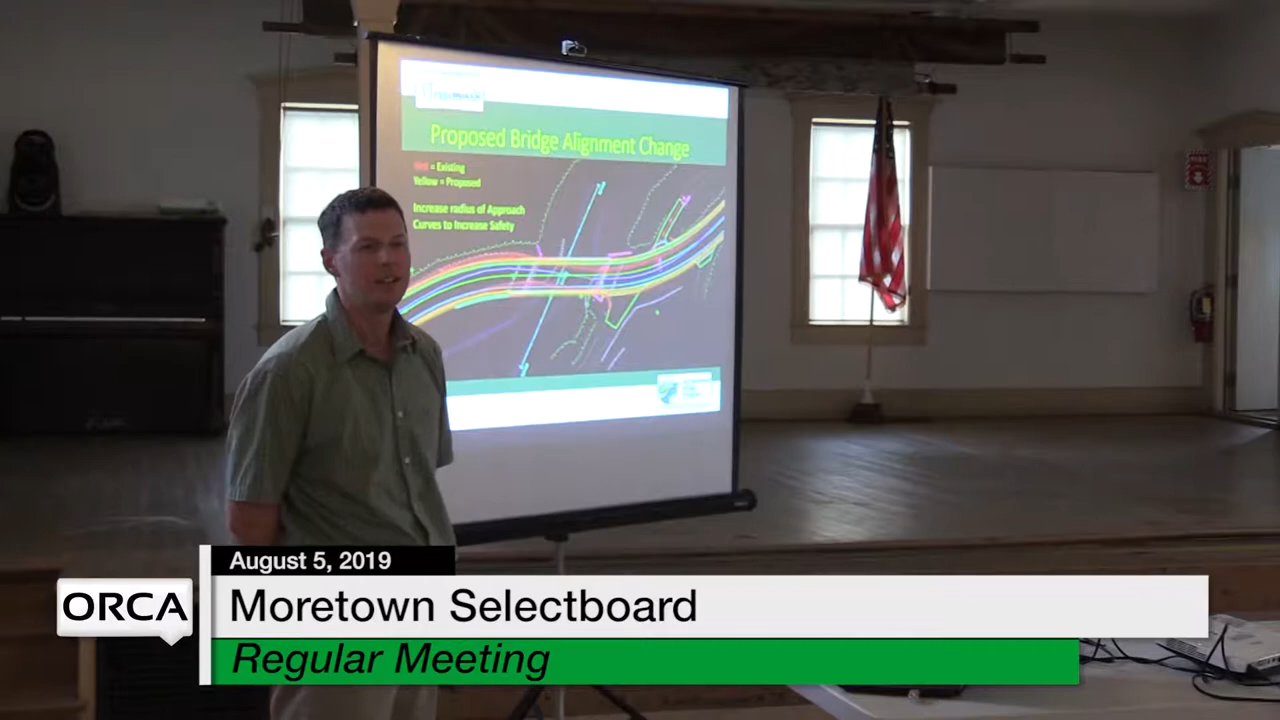 Proposed Bridge Alignment Change
Red = Existing
Yellow = Proposed
Increase radius of Approach
Curves to Increase Safety
FIRE
August 5, 2019
ORCA
Moretown Selectboard
Regular Meeting